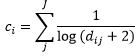 c_i = \sum_{j}^{J} \frac{1}{\log(d_{ij} + 2)}